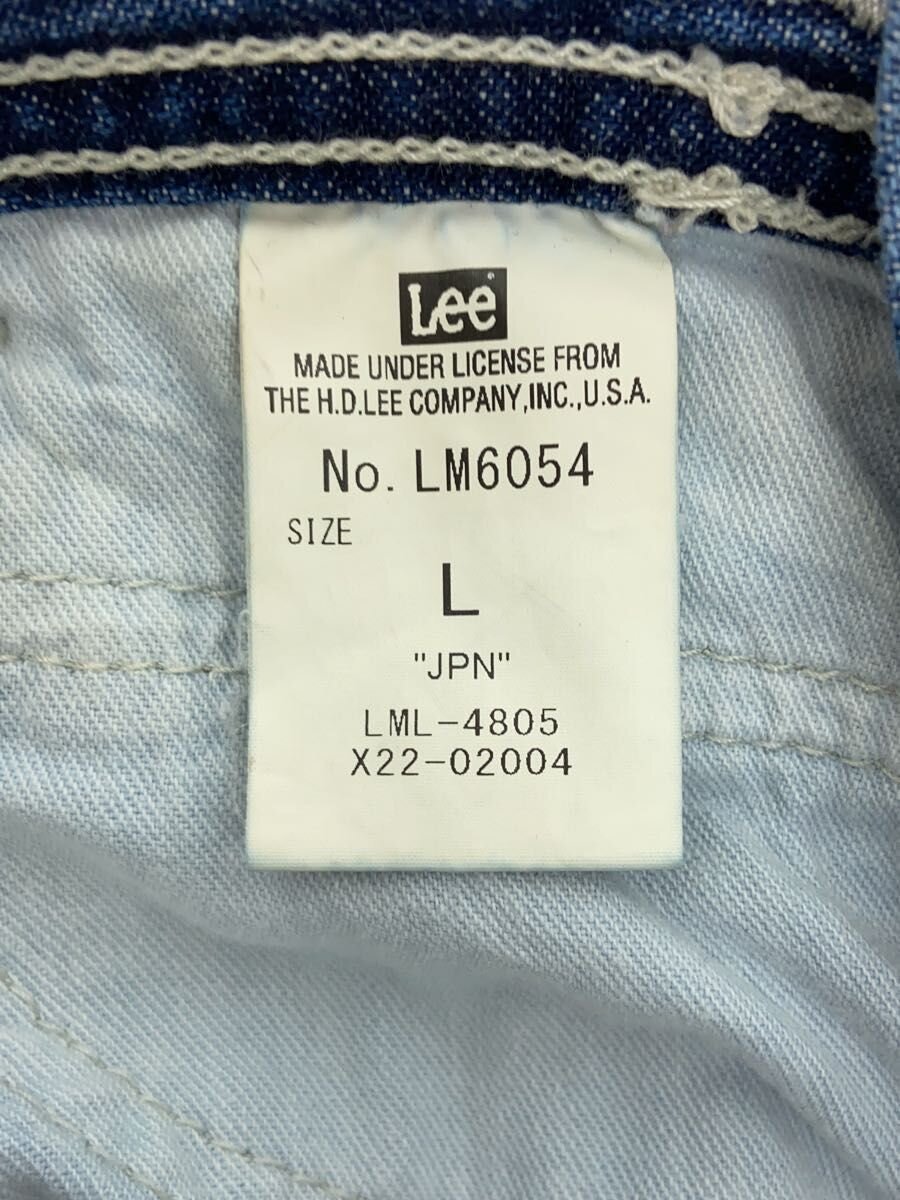 Lee
MADE UNDER LICENSE FROM
THE H.D.LEE COMPANY,INC.,U.S.A.
No. LM6054
SIZE
L
"JPN"
LML-4805
X22-02004